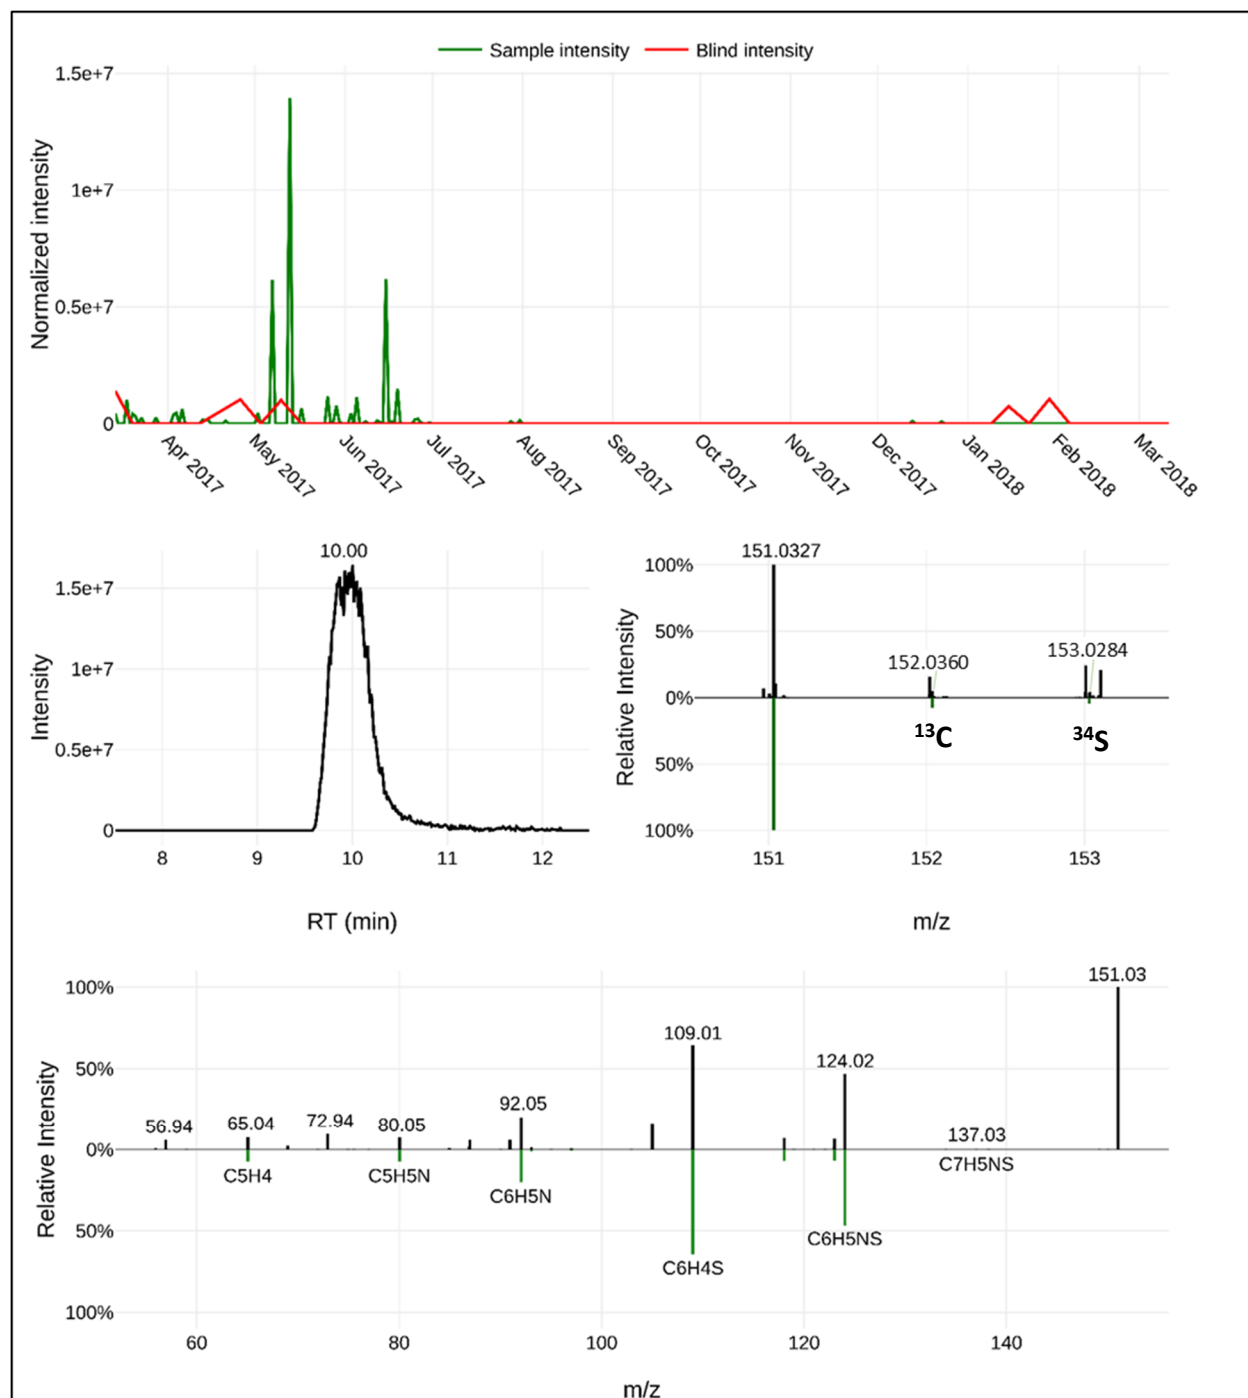 Sample intensity Blind intensity
Normalized intensity
1.5e+7
1e+7
0.5e+7
0
Apr 2017 May 2017 Jun 2017 Jul 2017 Aug 2017 Sep 2017 Oct 2017 Nov 2017 Dec 2017 Jan 2018 Feb 2018 Mar 2018
Intensity
10.00
1.5e+7
1e+7
0.5e+7
0
8 9 10 11 12
RT (min)
Relative Intensity
151.0327
100%
50%
152.0360 153.0284
0%
13C 34S
50%
100%
151 152 153
m/z
Relative Intensity
151.03
100%
109.01
124.02
50%
92.05
56.94 65.04 72.94 80.05
137.03
0%
C5H4 C5H5N C6H5N C7H5NS
50%
C6H5NS
C6H4S
100%
60 80 100 120 140
m/z